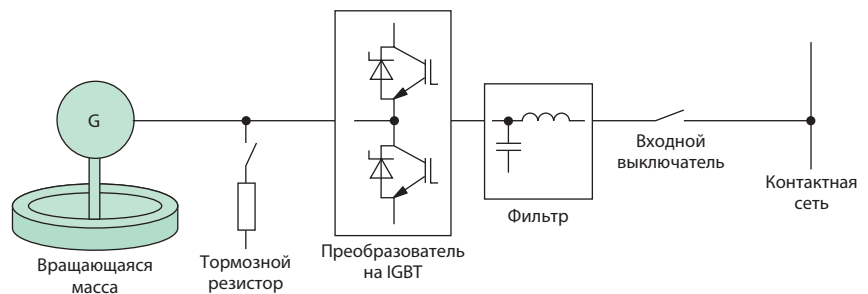 G
Вращающаяся
масса
Тормозной
резистор
Преобразователь
на IGBT
Фильтр
Входной
выключатель
Контактная
сеть